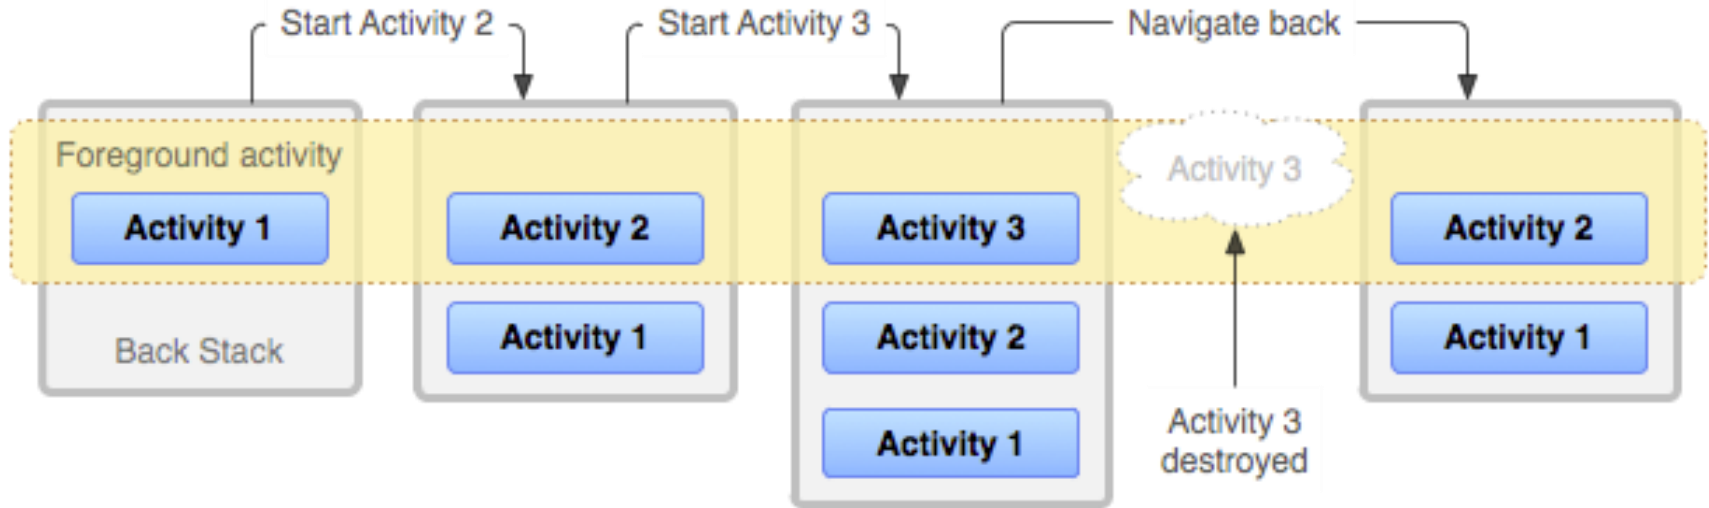 Start Activity 2
Start Activity 3
Navigate back
Foreground activity
Activity 1
Back Stack
Activity 2
Activity 1
Activity 3
Activity 2
Activity 1
Activity 3
Activity 3
destroyed
Activity 2
Activity 1